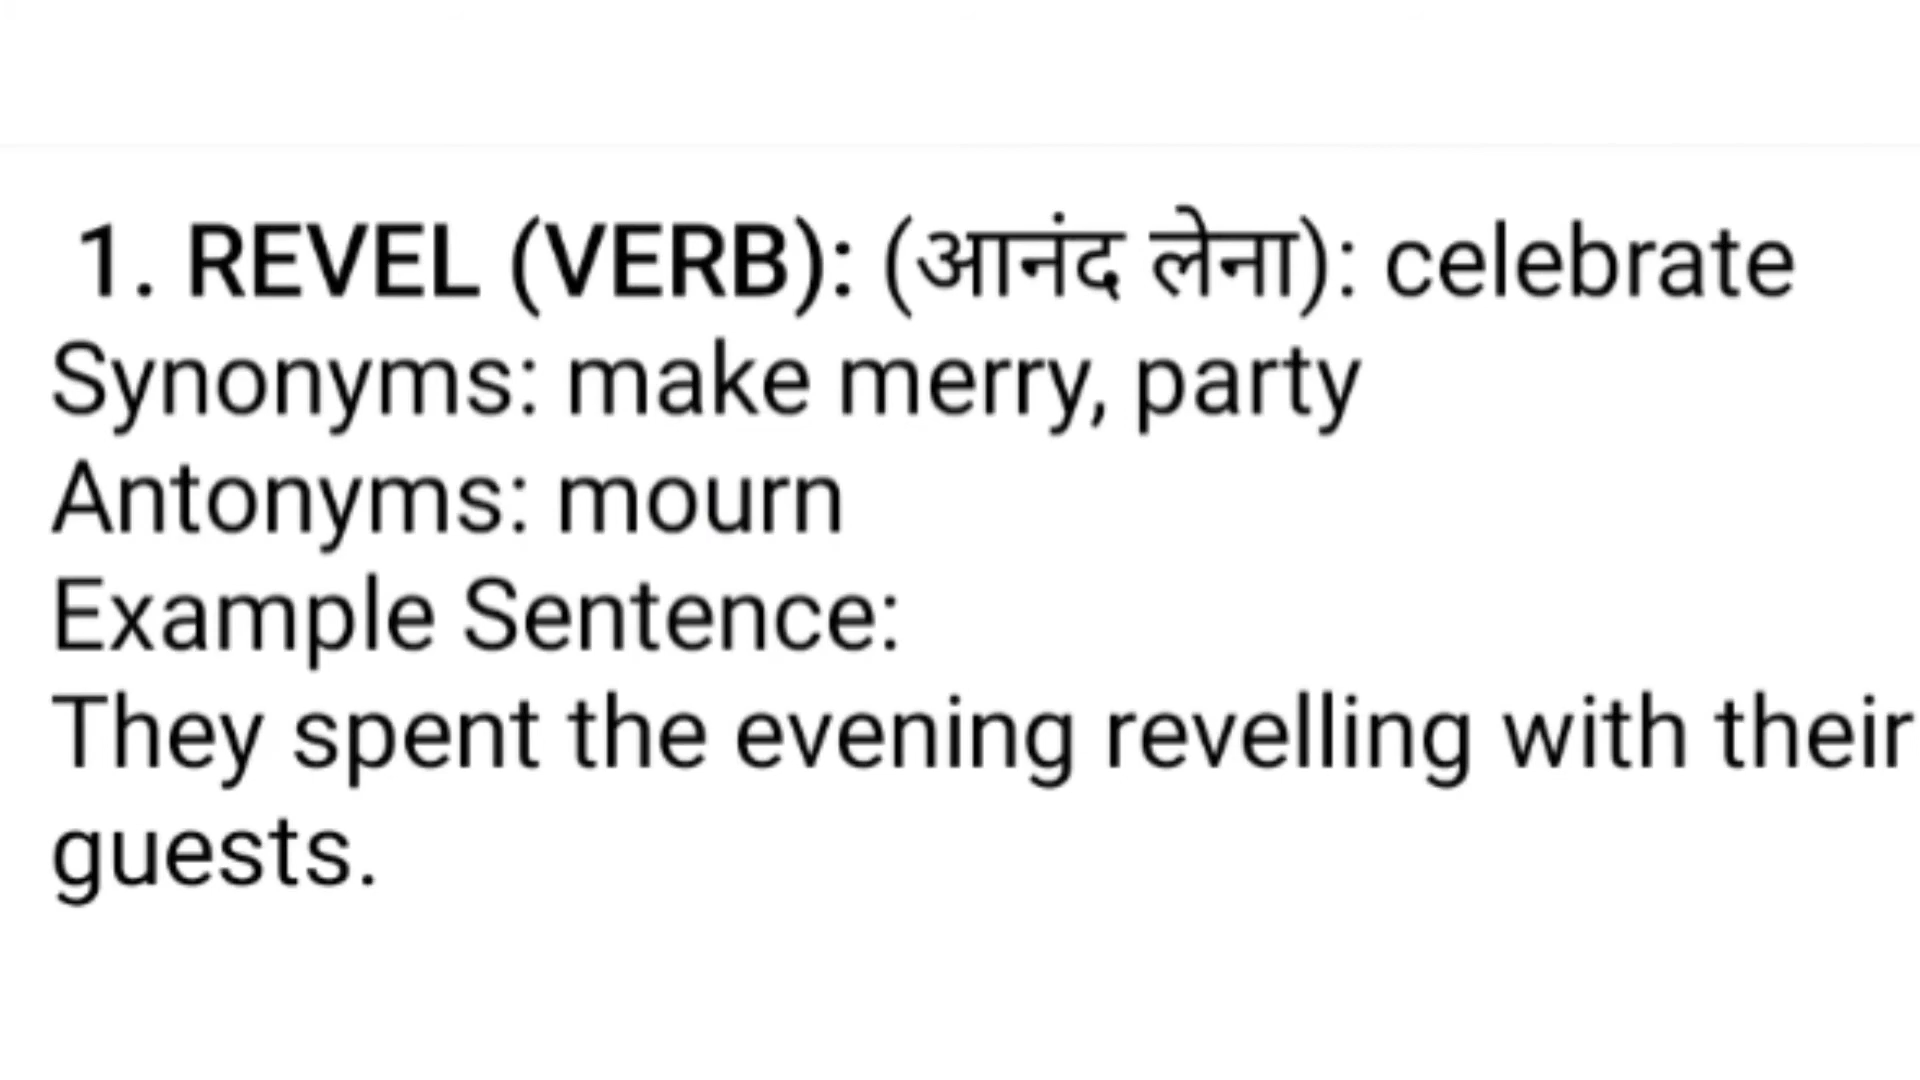 1. REVEL (VERB): (आनंद लेना): celebrate
Synonyms: make merry, party
Antonyms: mourn
Example Sentence:
They spent the evening revelling with their
guests.